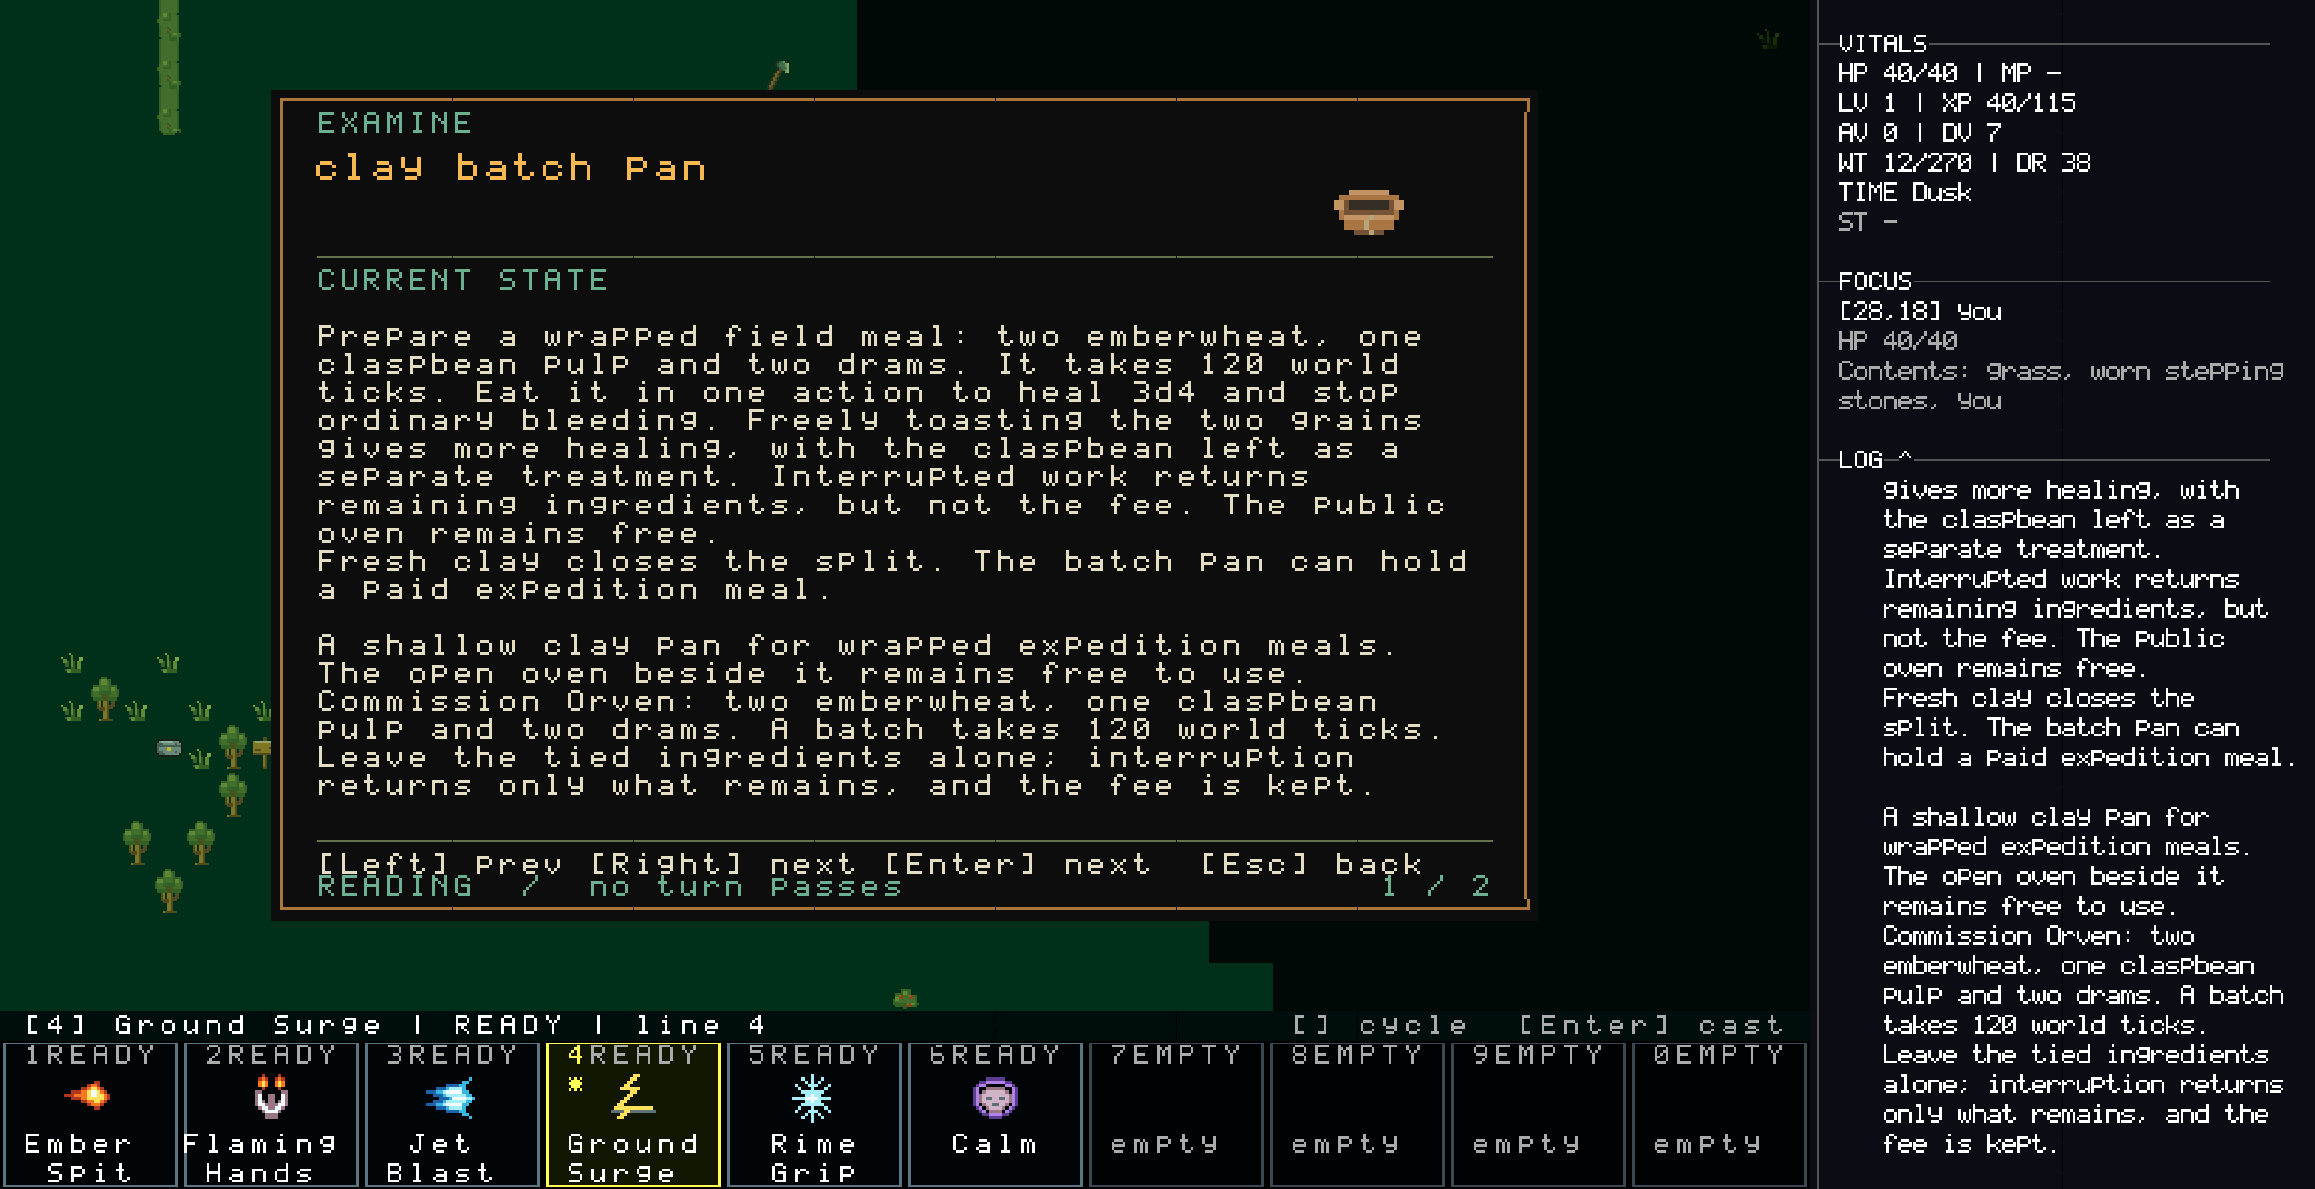 EXAMINE
clay batch pan
CURRENT STATE
Prepare a wrapped field meal: two emberwheat, one
claspbean pulp and two drams. It takes 120 world
ticks. Eat it in one action to heal 3d4 and stop
ordinary bleeding. Freely toasting the two grains
gives more healing, with the claspbean left as a
separate treatment. Interrupted work returns
remaining ingredients, but not the fee. The public
oven remains free.
Fresh clay closes the split. The batch pan can hold
a paid expedition meal.
A shallow clay pan for wrapped expedition meals.
The open oven beside it remains free to use.
Commission Orven: two emberwheat, one claspbean
pulp and two drams. A batch takes 120 world ticks.
Leave the tied ingredients alone; interruption
returns only what remains, and the fee is kept.
[Left] prev [Right] next [Enter] next [Esc] back
READING / no turn passes 1 / 2
[4] Ground Surge | READY | line 4 [] cycle [Enter] cast
1READY 2READY 3READY 4READY 5READY 6READY 7EMPTY 8EMPTY 9EMPTY 0EMPTY
*
Ember Spit
Flaming Hands
Jet Blast
Ground Surge
Rime Grip
Calm
empty
empty
empty
empty
VITALS
HP 40/40 | MP -
LV 1 | XP 40/115
AV 0 | DV 7
WT 12/270 | DR 38
TIME Dusk
ST -
FOCUS
[28,18] you
HP 40/40
Contents: grass, worn stepping
stones, you
LOG ^
gives more healing, with
the claspbean left as a
separate treatment.
Interrupted work returns
remaining ingredients, but
not the fee. The public
oven remains free.
Fresh clay closes the
split. The batch pan can
hold a paid expedition meal.
A shallow clay pan for
wrapped expedition meals.
The open oven beside it
remains free to use.
Commission Orven: two
emberwheat, one claspbean
pulp and two drams. A batch
takes 120 world ticks.
Leave the tied ingredients
alone; interruption returns
only what remains, and the
fee is kept.